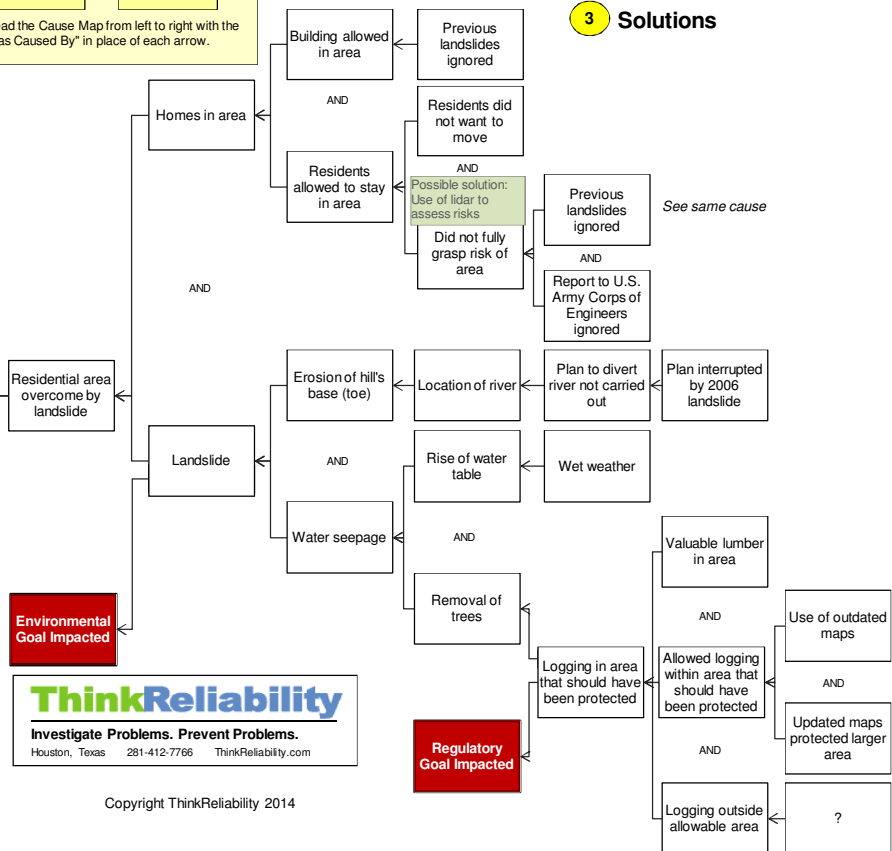 ead the Cause Map from left to right with the
as Caused By" in place of each arrow.
3 Solutions
Building allowed
in area
Previous
landslides
ignored
AND
Homes in area
Residents did
not want to
move
AND
Residents
allowed to stay
in area
Possible solution:
Use of lidar to
assess risks
Did not fully
grasp risk of
area
Previous
landslides
ignored
See same cause
AND
Report to U.S.
Army Corps of
Engineers
ignored
AND
Residential area
overcome by
landslide
Erosion of hill's
base (toe)
Location of river
Plan to divert
river not carried
out
Plan interrupted
by 2006
landslide
Landslide
AND
Rise of water
table
Wet weather
Water seepage
AND
Removal of
trees
Valuable lumber
in area
AND
Use of outdated
maps
Logging in area
that should have
been protected
Allowed logging
within area that
should have
been protected
AND
Updated maps
protected larger
area
AND
Logging outside
allowable area
?
Environmental
Goal Impacted
Regulatory
Goal Impacted
ThinkReliability
Investigate Problems. Prevent Problems.
Houston, Texas 281-412-7766 ThinkReliability.com
Copyright ThinkReliability 2014